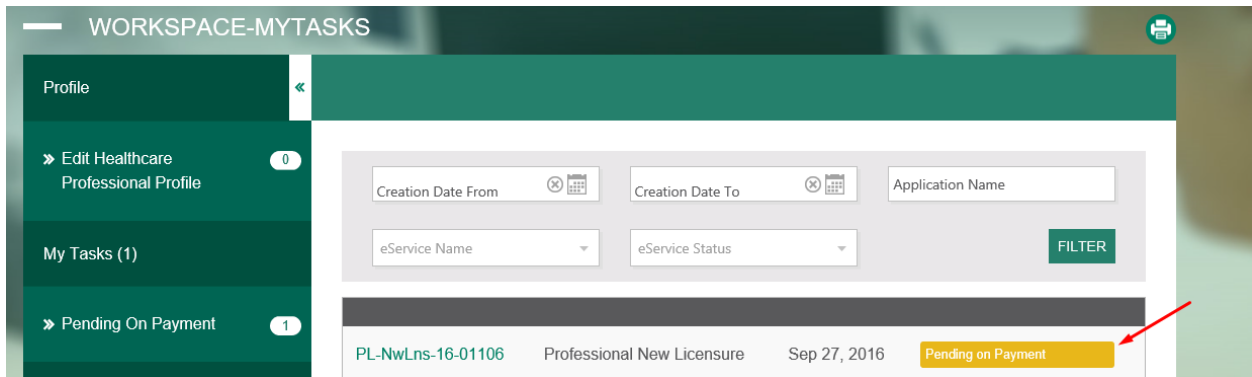 WORKSPACE-MYTASKS
Profile
«
» Edit Healthcare
Professional Profile
0
My Tasks (1)
» Pending On Payment
1
Creation Date From
Creation Date To
Application Name
eService Name
eService Status
FILTER
PL-NwLns-16-01106 Professional New Licensure Sep 27, 2016 Pending on Payment